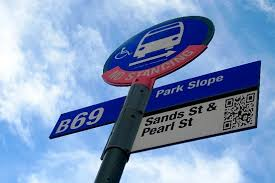 NO STANDING
B69
Park Slope
Sands St &
Pearl St